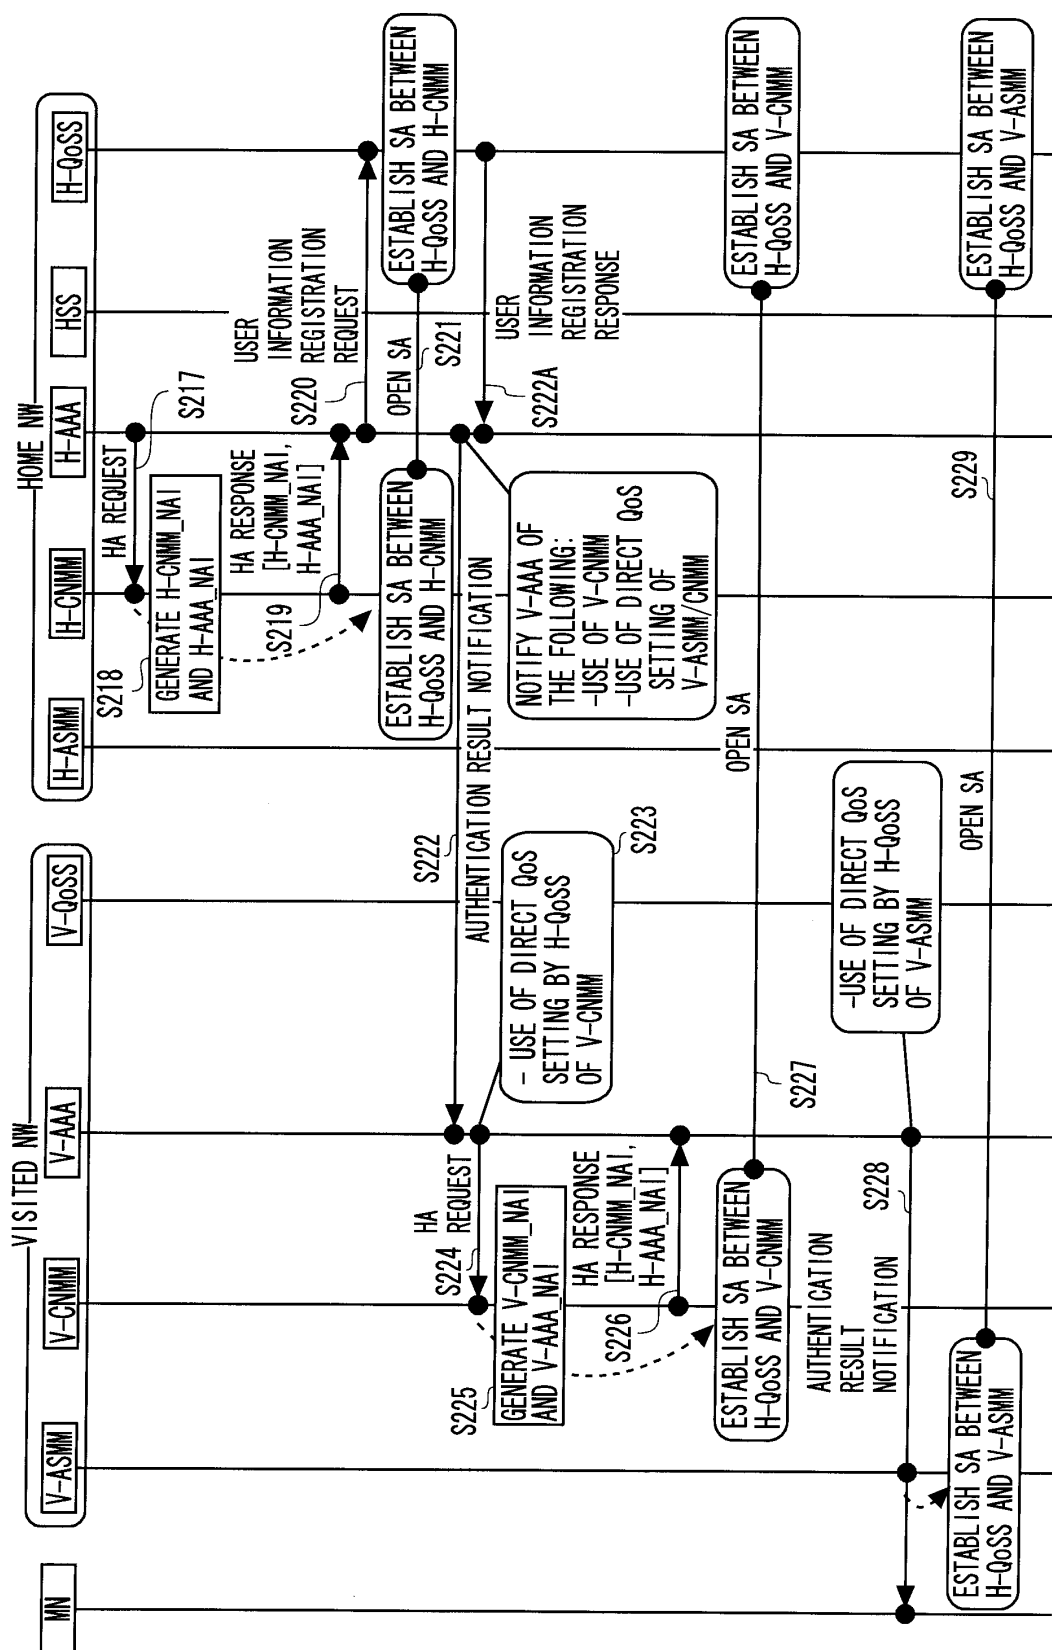 VISITED NW
HOME NW
MN
V-ASMM
V-CNMM
V-AAA
V-QoSS
H-ASMM
H-CNMM
H-AAA
HSS
H-QoSS
HA REQUEST
S217
S218
GENERATE H-CNMM_NAI
AND H-AAA_NAI
S219
HA RESPONSE
[H-CNMM_NAI,
H-AAA_NAI]
USER
INFORMATION
REGISTRATION
REQUEST
S220
ESTABLISH SA BETWEEN
H-QoSS AND H-CNMM
OPEN SA
S221
ESTABLISH SA BETWEEN
H-QoSS AND H-CNMM
S222
AUTHENTICATION RESULT NOTIFICATION
S222A
USER
INFORMATION
REGISTRATION
RESPONSE
NOTIFY V-AAA OF
THE FOLLOWING:
-USE OF V-CNMM
-USE OF DIRECT QoS
SETTING OF
V-ASMM/CNMM
S223
- USE OF DIRECT QoS
SETTING BY H-QoSS
OF V-CNMM
HA
REQUEST
S224
S225
GENERATE V-CNMM_NAI
AND V-AAA_NAI
S226
HA RESPONSE
[H-CNMM_NAI,
H-AAA_NAI]
ESTABLISH SA BETWEEN
H-QoSS AND V-CNMM
S227
OPEN SA
ESTABLISH SA BETWEEN
H-QoSS AND V-CNMM
AUTHENTICATION
RESULT
NOTIFICATION
S228
-USE OF DIRECT QoS
SETTING BY H-QoSS
OF V-ASMM
ESTABLISH SA BETWEEN
H-QoSS AND V-ASMM
OPEN SA
S229
ESTABLISH SA BETWEEN
H-QoSS AND V-ASMM